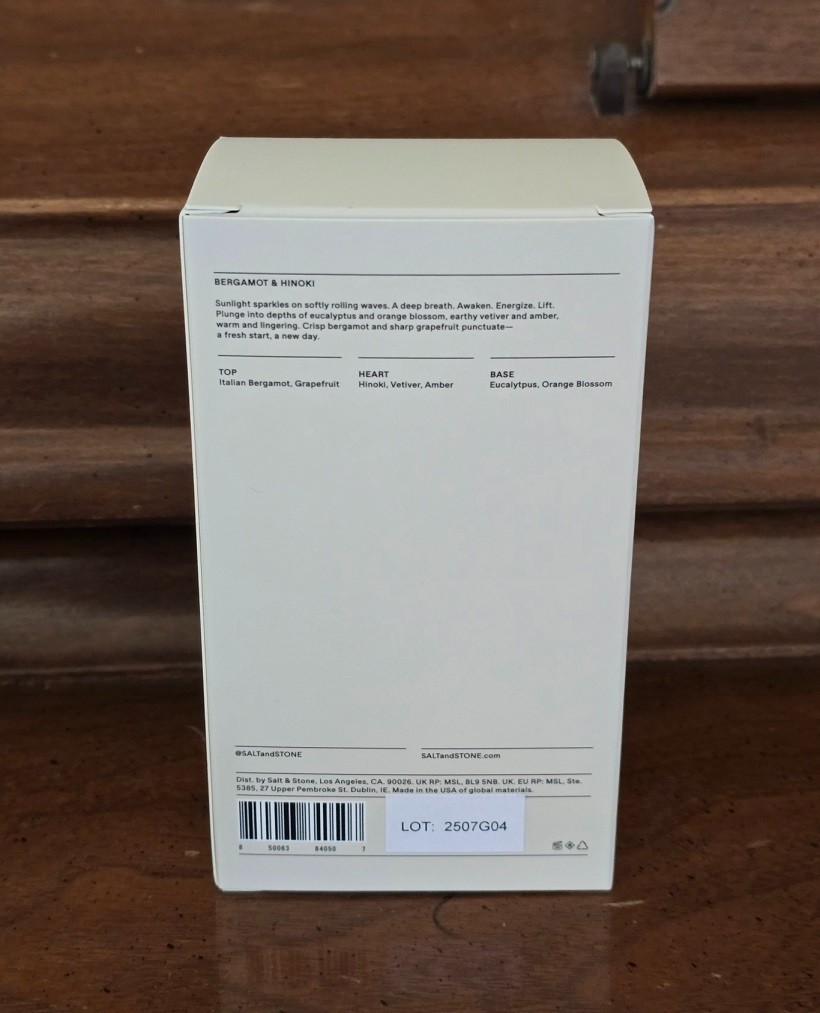 BERGAMOT & HINOKI
Sunlight sparkles on softly rolling waves. A deep breath. Awaken. Energize. Lift.
Plunge into depths of eucalyptus and orange blossom, earthy vetiver and amber,
warm and lingering. Crisp bergamot and sharp grapefruit punctuate—
a fresh start, a new day.
TOP
Italian Bergamot, Grapefruit
HEART
Hinoki, Vetiver, Amber
BASE
Eucalytpus, Orange Blossom
@SALTandSTONE
SALTandSTONE.com
Dist. by Salt & Stone, Los Angeles, CA. 90026. UK RP: MSL, BL9 5NB. UK. EU RP: MSL, Ste.
5385, 27 Upper Pembroke St. Dublin, IE. Made in the USA of global materials.
LOT: 2507G04
8 50063 84050 7